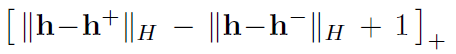 [ ‖h−h⁺‖_H − ‖h−h⁻‖_H + 1 ]₊